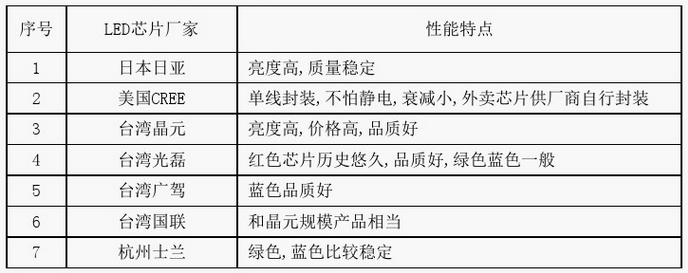 序号 LED芯片厂家 性能特点
1 日本日亚 亮度高,质量稳定
2 美国CREE 单线封装,不怕静电,衰减小,外卖芯片供厂商自行封装
3 台湾晶元 亮度高,价格高,品质好
4 台湾光磊 红色芯片历史悠久,品质好,绿色蓝色一般
5 台湾广驾 蓝色品质好
6 台湾国联 和晶元规模产品相当
7 杭州士兰 绿色,蓝色比较稳定